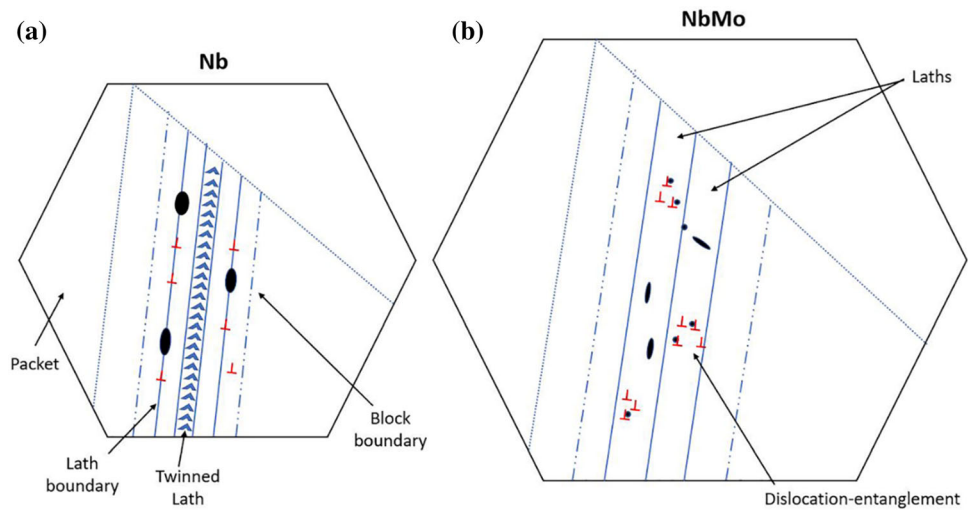 (a)
Nb
Packet
Lath
boundary
Twinned
Lath
Block
boundary
(b)
NbMo
Laths
Dislocation-entanglement